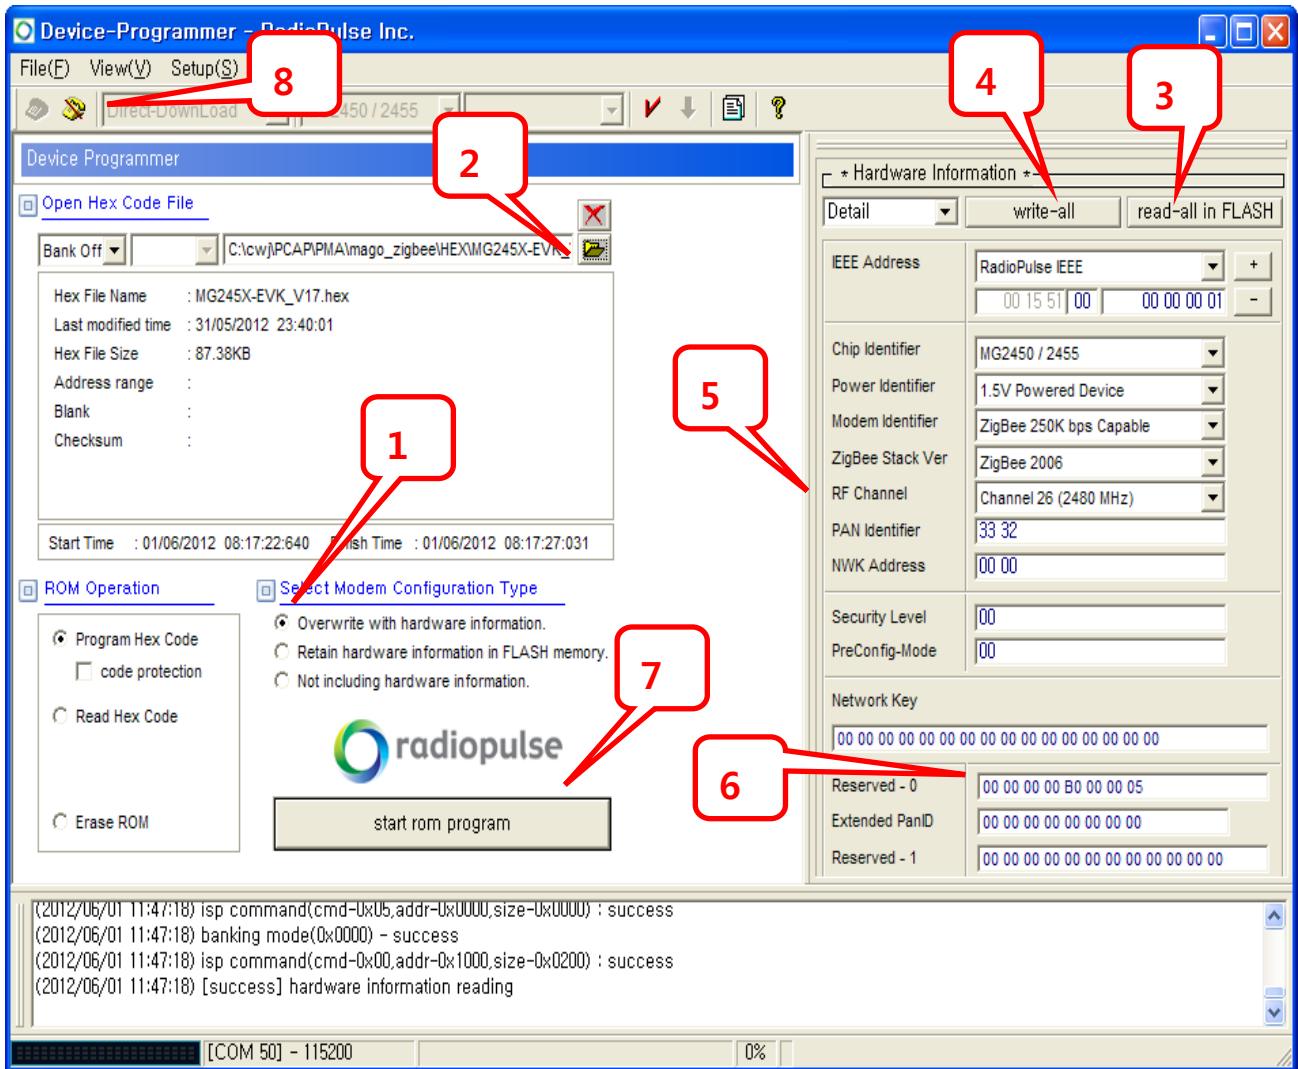 Device-Programmer - RadioPulse Inc.
File(F) View(V) Setup(S)
8
4
3
Direct-DownLoad 2450 / 2455
Device Programmer
2
* Hardware Information *
Open Hex Code File
Detail write-all read-all in FLASH
Bank Off C:\cwj\PCAP\PMA\mago_zigbee\HEX\MG245X-EVK_
IEEE Address RadioPulse IEEE +
00 15 51 00 00 00 00 01 -
Hex File Name : MG245X-EVK_V17.hex
Last modified time : 31/05/2012 23:40:01
Hex File Size : 87.38KB
Address range :
Blank :
Checksum :
1
5
Chip Identifier MG2450 / 2455
Power Identifier 1.5V Powered Device
Modem Identifier ZigBee 250K bps Capable
ZigBee Stack Ver ZigBee 2006
RF Channel Channel 26 (2480 MHz)
PAN Identifier 33 32
NWK Address 00 00
Start Time : 01/06/2012 08:17:22:640 Finish Time : 01/06/2012 08:17:27:031
ROM Operation
Select Modem Configuration Type
Program Hex Code
code protection
Read Hex Code
Erase ROM
Overwrite with hardware information.
Retain hardware information in FLASH memory.
Not including hardware information.
7
radiopulse
start rom program
Security Level 00
PreConfig-Mode 00
Network Key
00 00 00 00 00 00 00 00 00 00 00 00 00 00 00 00
6
Reserved - 0 00 00 00 00 B0 00 00 05
Extended PanID 00 00 00 00 00 00 00 00
Reserved - 1 00 00 00 00 00 00 00 00 00 00 00 00
(2012/06/01 11:47:18) isp command(cmd-0x05,addr-0x0000,size-0x0000) : success
(2012/06/01 11:47:18) banking mode(0x0000) - success
(2012/06/01 11:47:18) isp command(cmd-0x00,addr-0x1000,size-0x0200) : success
(2012/06/01 11:47:18) [success] hardware information reading
[COM 50] - 115200 0%